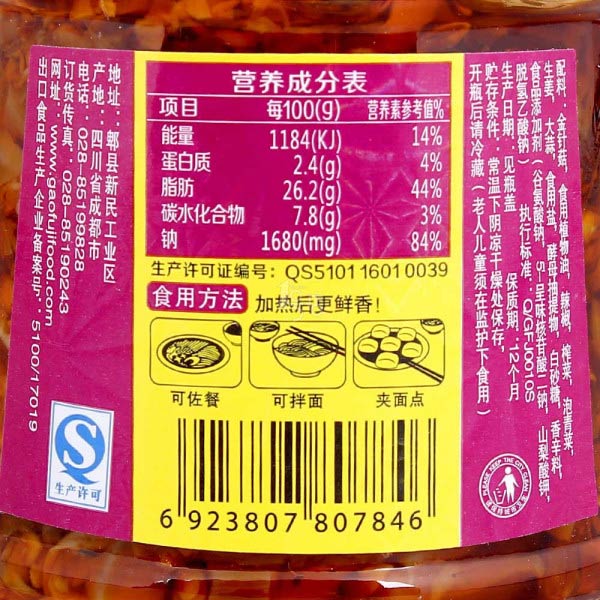 地址：郫县新民工业区
产地：四川省成都市
电话：028-85199828
订货传真：028-85190243
网址：www.gaofujifood.com
出口食品生产企业备案号：5100/17019
生产许可
营养成分表
项目 每100(g) 营养素参考值%
能量 1184(KJ) 14%
蛋白质 2.4(g) 4%
脂肪 26.2(g) 44%
碳水化合物 7.8(g) 3%
钠 1680(mg) 84%
生产许可证编号：QS5101 1601 0039
食用方法 加热后更鲜香!
可佐餐 可拌面 夹面点
6 923807 807846
配料：金针菇，食用植物油，辣椒，榨菜，泡青菜，
生姜，大蒜，食用盐，酵母抽提物，白砂糖，香辛料，
食品添加剂(谷氨酸钠，5'-呈味核苷酸二钠，山梨酸钾，
脱氢乙酸钠) 执行标准：Q/GFJ0010S
生产日期：见瓶盖 保质期：12个月
贮存条件：常温下阴凉干燥处保存，
开瓶后请冷藏(老人儿童须在监护下食用)
PLEASE KEEP THE CITY CLEAN